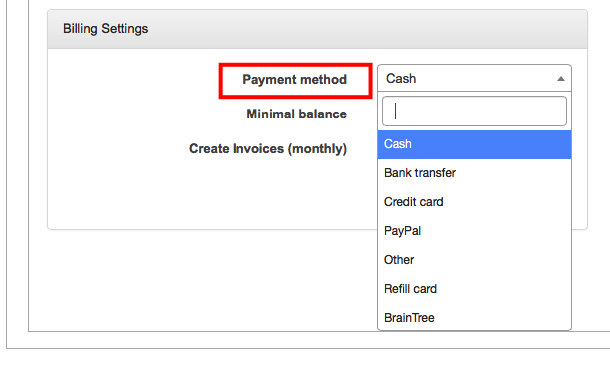 Billing Settings
Payment method
Cash
Minimal balance
Create Invoices (monthly)
Cash
Bank transfer
Credit card
PayPal
Other
Refill card
BrainTree